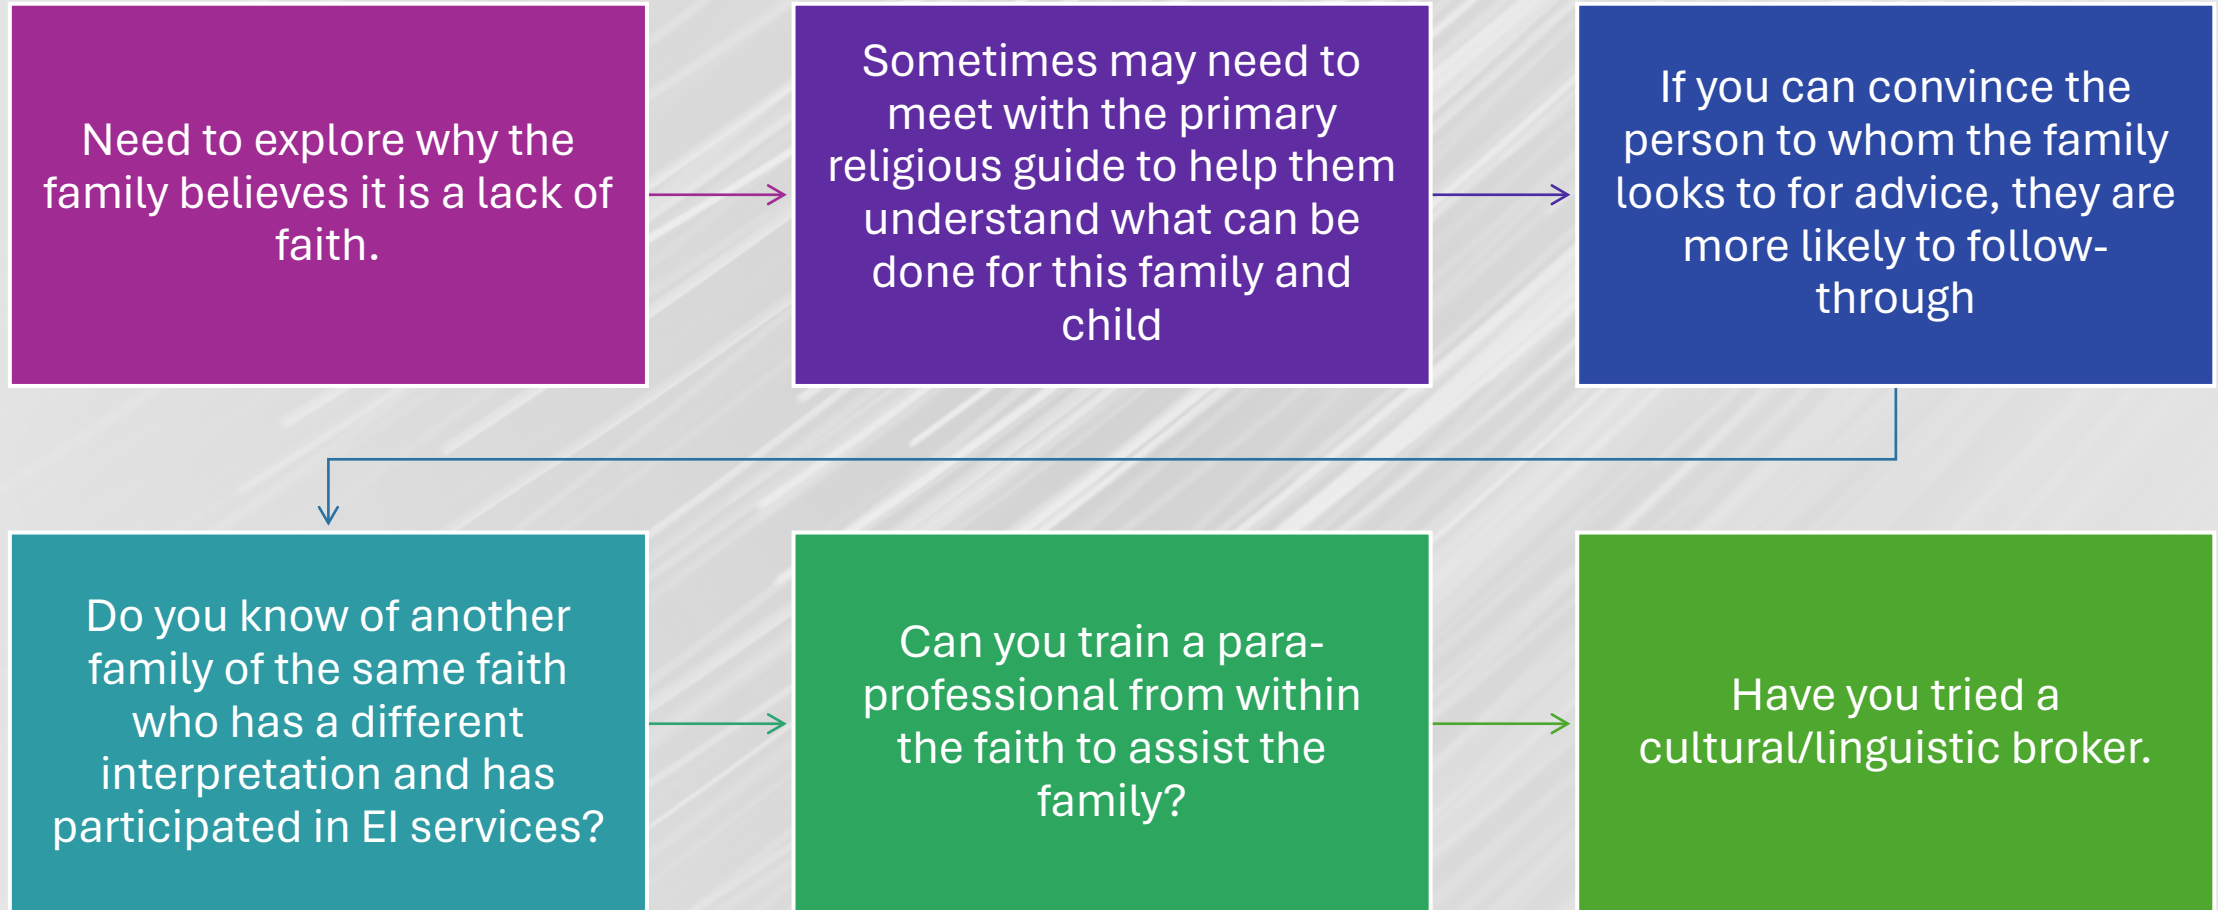 Need to explore why the
family believes it is a lack of
faith.
Sometimes may need to
meet with the primary
religious guide to help them
understand what can be
done for this family and
child
If you can convince the
person to whom the family
looks to for advice, they are
more likely to follow-
through
Do you know of another
family of the same faith
who has a different
interpretation and has
participated in EI services?
Can you train a para-
professional from within
the faith to assist the
family?
Have you tried a
cultural/linguistic broker.